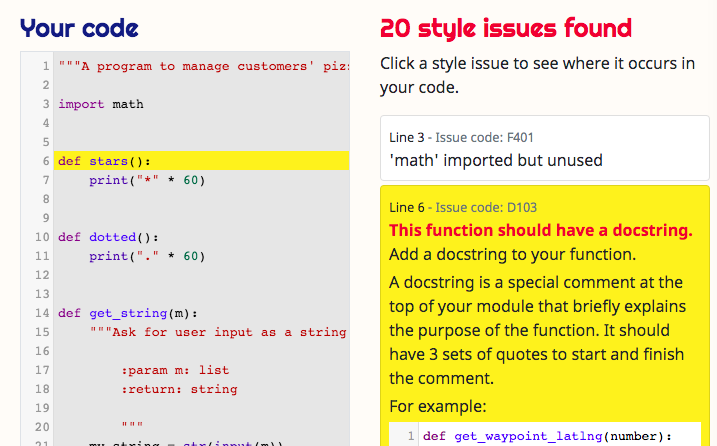 Your code
1 """A program to manage customers' piz
2
3 import math
4
5
6 def stars():
7 print("*" * 60)
8
9
10 def dotted():
11 print("." * 60)
12
13
14 def get_string(m):
15 """Ask for user input as a string
16
17 :param m: list
18 :return: string
19
20 """
21 my_string = str(input(m))
20 style issues found
Click a style issue to see where it occurs in
your code.
Line 3 - Issue code: F401
'math' imported but unused
Line 6 - Issue code: D103
This function should have a docstring.
Add a docstring to your function.
A docstring is a special comment at the
top of your module that briefly explains
the purpose of the function. It should
have 3 sets of quotes to start and finish
the comment.
For example:
1 def get_waypoint_latlng(number):